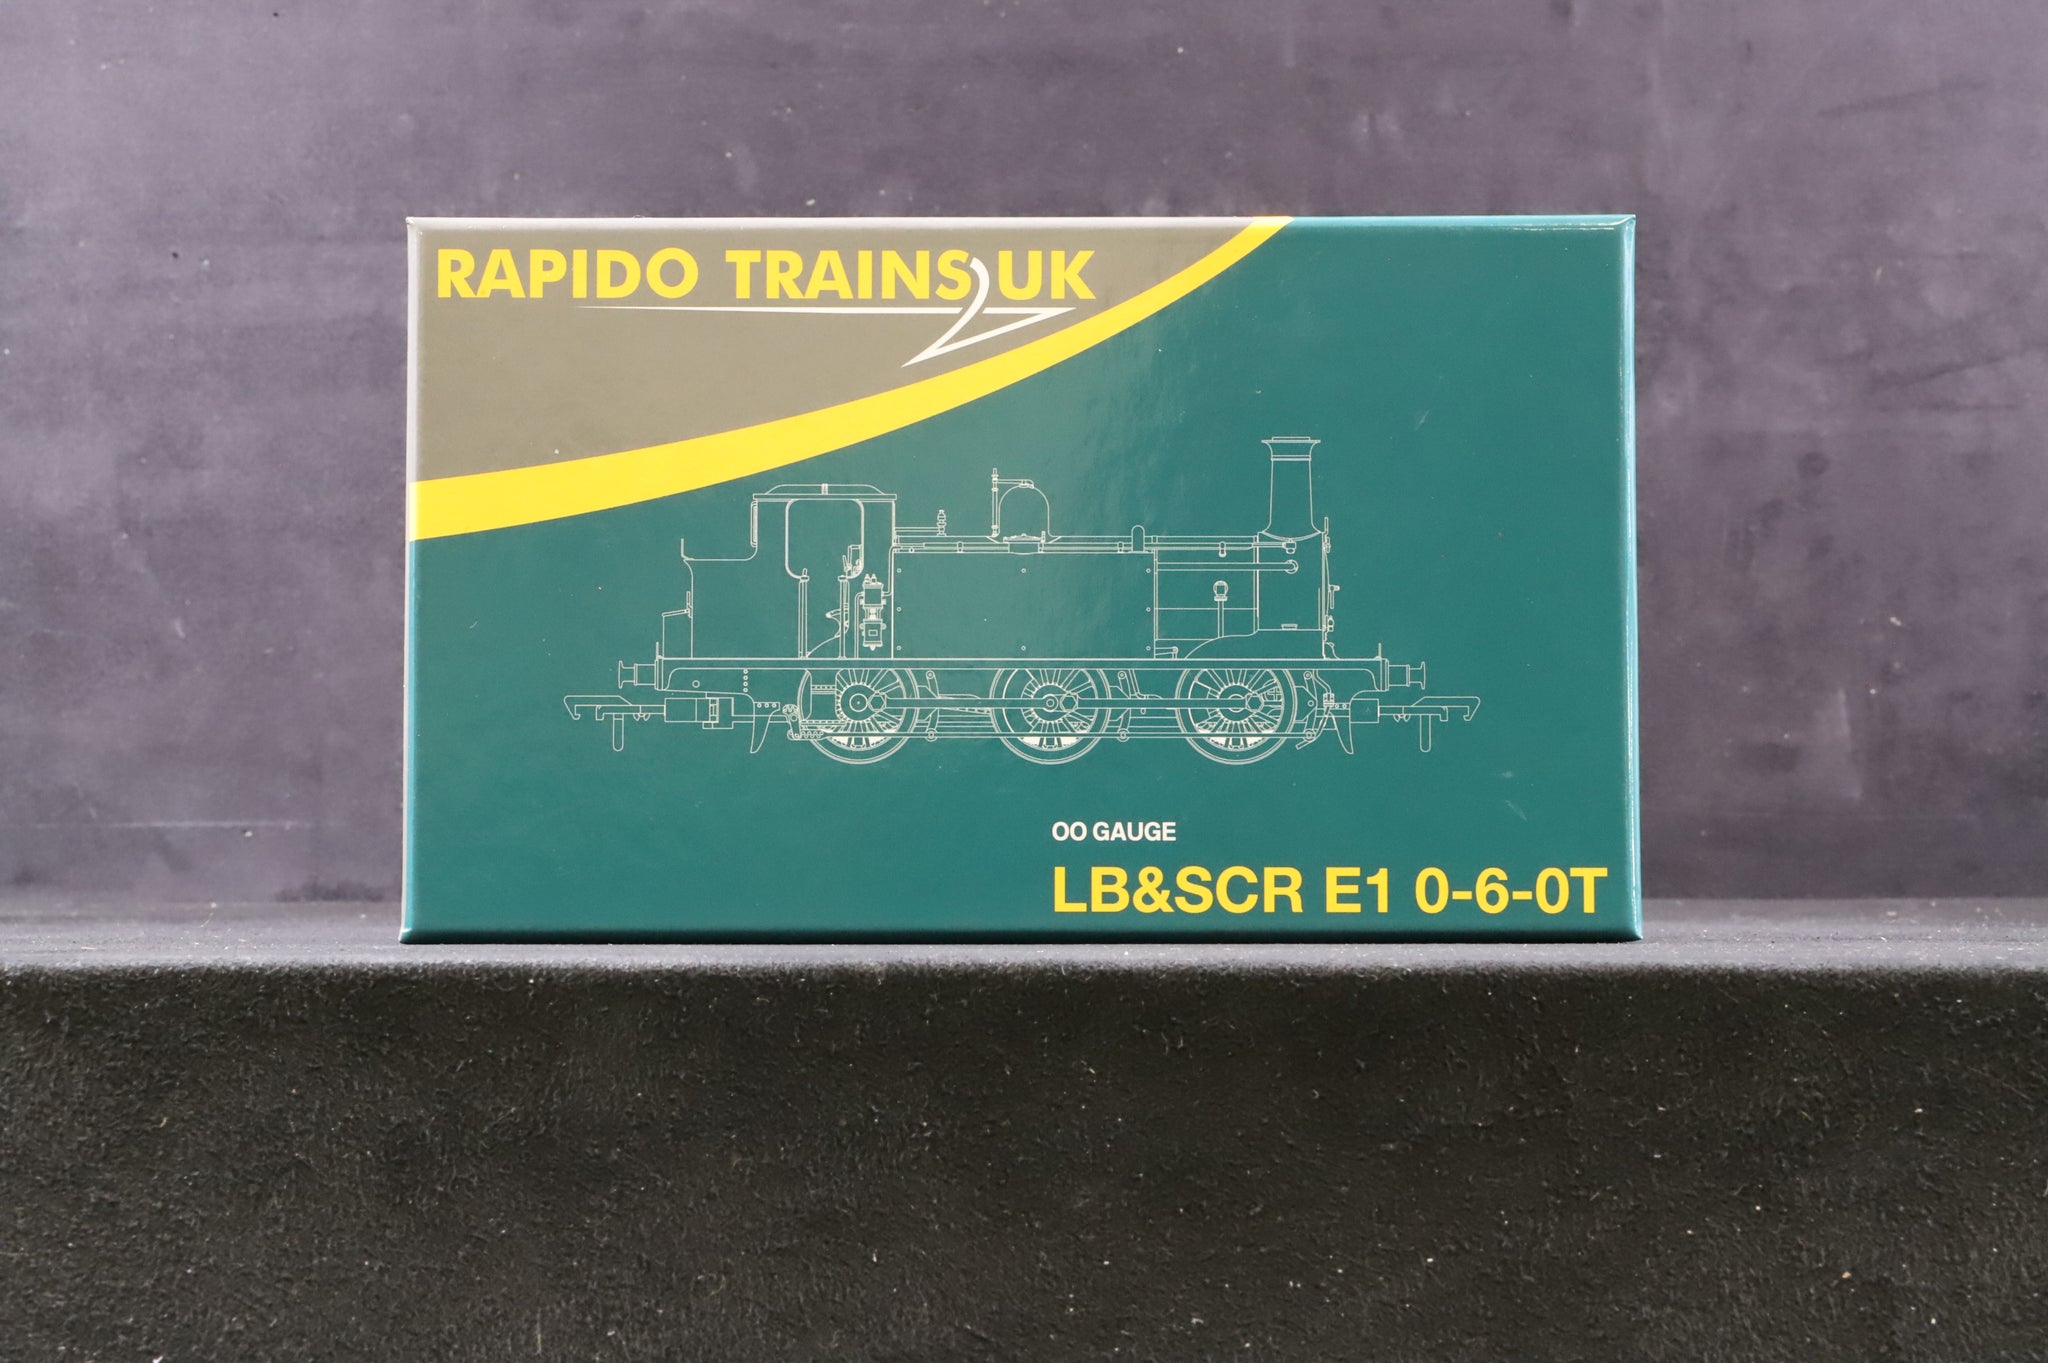 RAPIDO TRAINS UK
OO GAUGE
LB&SCR E1 0-6-0T